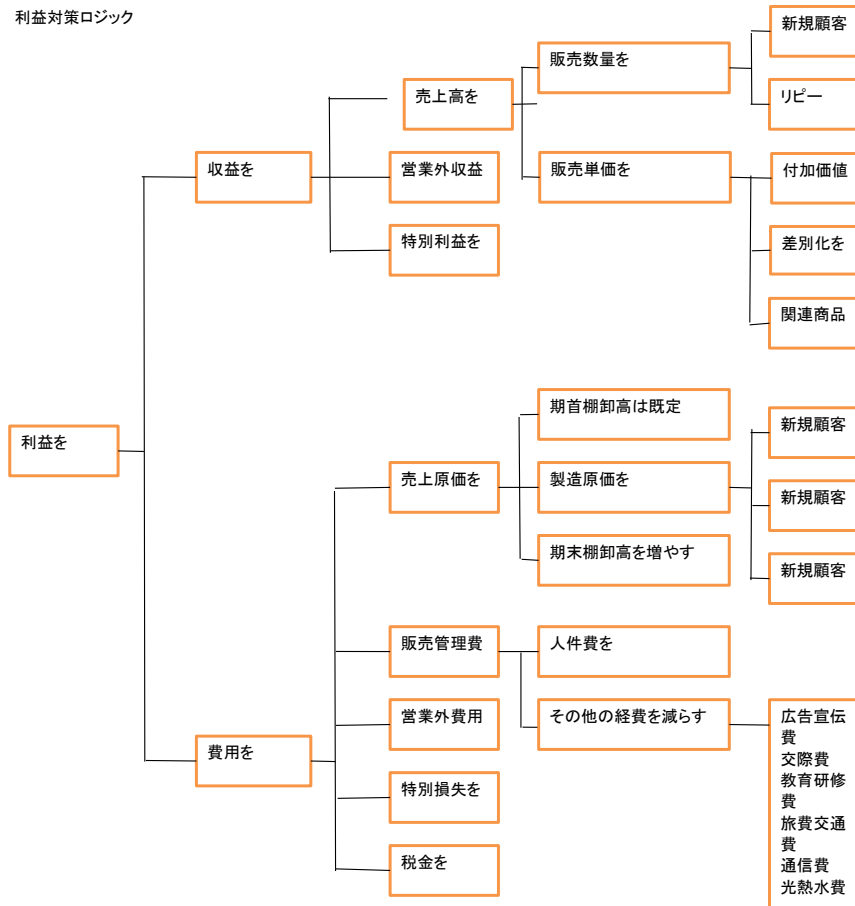 利益対策ロジック
新規顧客
販売数量を
売上高を
リピー
収益を
営業外収益
販売単価を
付加価値
特別利益を
差別化を
関連商品
利益を
期首棚卸高は既定
新規顧客
売上原価を
製造原価を
新規顧客
期末棚卸高を増やす
新規顧客
販売管理費
人件費を
営業外費用
その他の経費を減らす
広告宣伝
費
交際費
教育研修
費
旅費交通
費
通信費
光熱水費
費用を
特別損失を
税金を